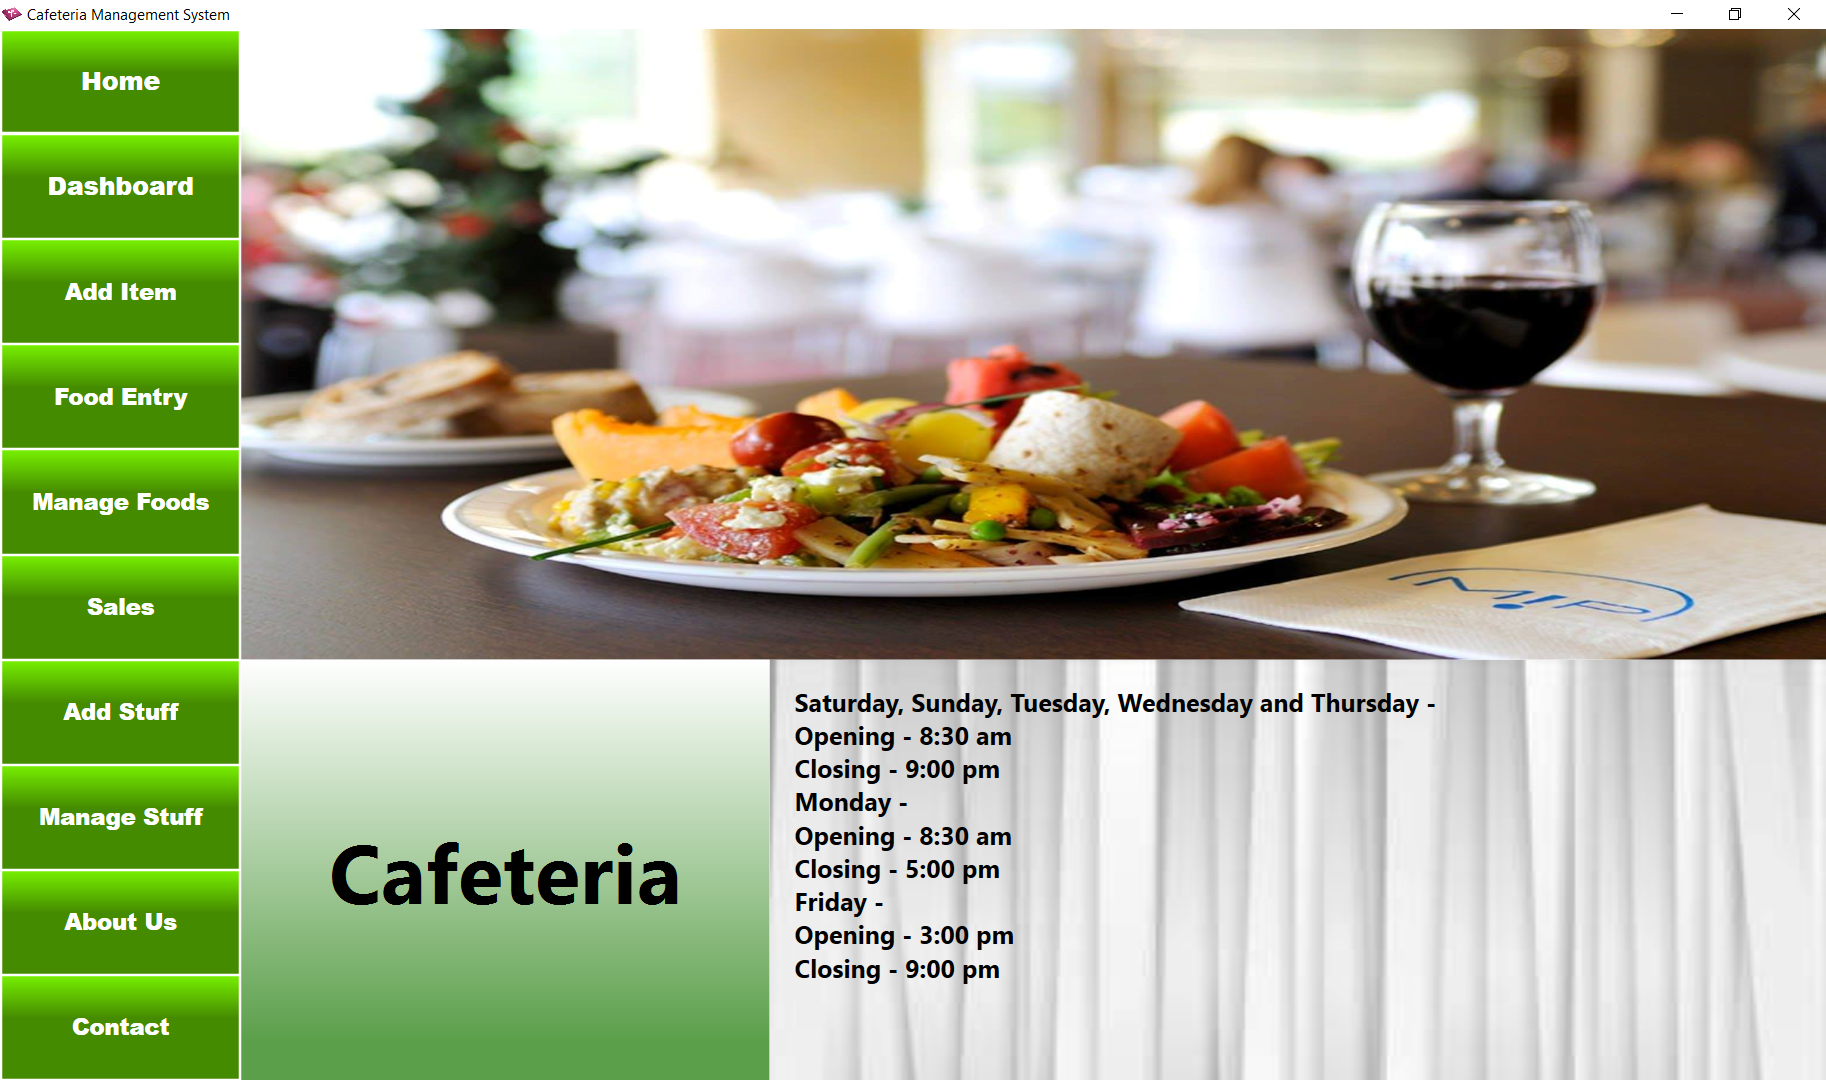 Cafeteria Management System
Home
Dashboard
Add Item
Food Entry
Manage Foods
Sales
Add Stuff
Manage Stuff
About Us
Contact
M!P
Cafeteria
Saturday, Sunday, Tuesday, Wednesday and Thursday -
Opening - 8:30 am
Closing - 9:00 pm
Monday -
Opening - 8:30 am
Closing - 5:00 pm
Friday -
Opening - 3:00 pm
Closing - 9:00 pm